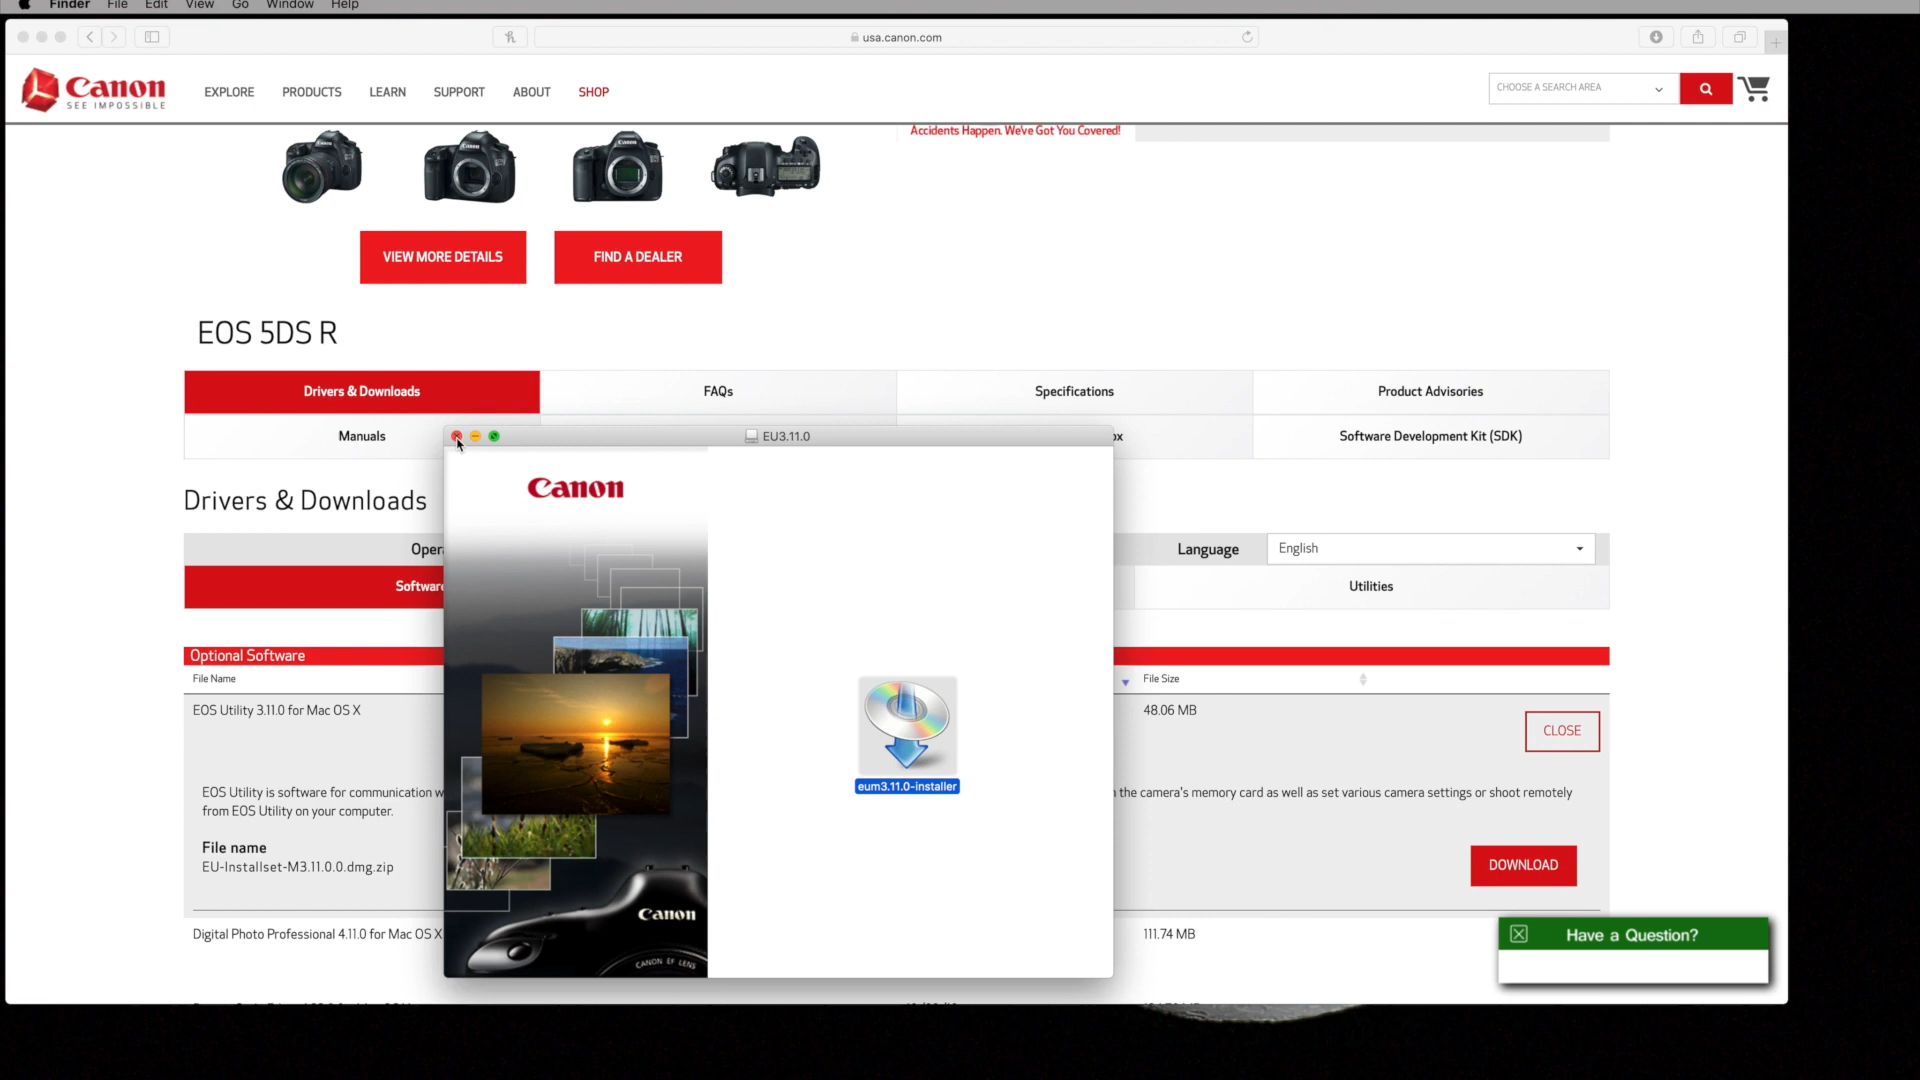 Finder File Edit View Go Window Help
usa.canon.com
Canon
SEE IMPOSSIBLE
EXPLORE PRODUCTS LEARN SUPPORT ABOUT SHOP
CHOOSE A SEARCH AREA
Accidents Happen. We've Got You Covered!
VIEW MORE DETAILS FIND A DEALER
EOS 5DS R
Drivers & Downloads FAQs Specifications Product Advisories
Manuals Software Development Kit (SDK)
EU3.11.0
Canon
Drivers & Downloads
Language English
Software Utilities
Optional Software
File Name File Size
EOS Utility 3.11.0 for Mac OS X 48.06 MB
CLOSE
eum3.11.0-installer
EOS Utility is software for communication w
the camera's memory card as well as set various camera settings or shoot remotely
from EOS Utility on your computer.
File name
EU-Installset-M3.11.0.0.dmg.zip
DOWNLOAD
Canon
CANON EF LENS
Digital Photo Professional 4.11.0 for Mac OS X 111.74 MB
Have a Question?